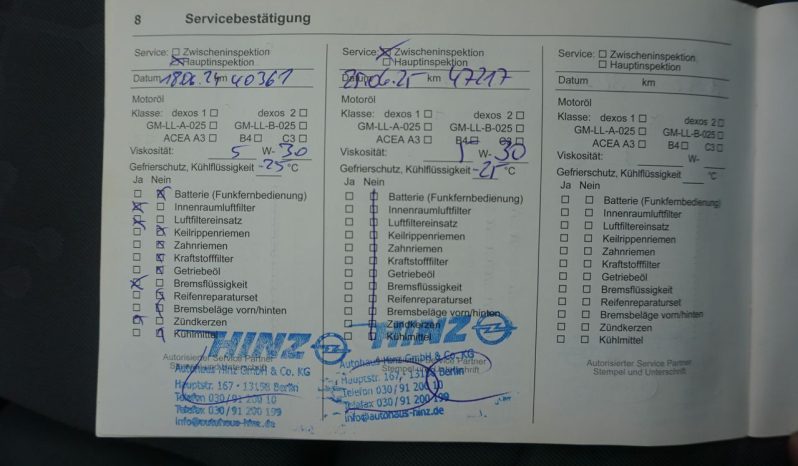 8 Servicebestätigung
Service: ☐ Zwischeninspektion
☒ Hauptinspektion
Datum 18.06.24 km 40361
Motoröl
Klasse: dexos 1 ☐ dexos 2 ☐
GM-LL-A-025 ☐ GM-LL-B-025 ☐
ACEA A3 ☐ B4 ☐ C3 ☐
Viskosität: 5 W- 30
Gefrierschutz, Kühlflüssigkeit -25 °C
Ja Nein
☐ ☒ Batterie (Funkfernbedienung)
☒ ☐ Innenraumluftfilter
☒ ☐ Luftfiltereinsatz
☐ ☒ Keilrippenriemen
☐ ☒ Zahnriemen
☐ ☒ Kraftstofffilter
☐ ☒ Getriebeöl
☒ ☐ Bremsflüssigkeit
☐ ☒ Reifenreparaturset
☐ ☒ Bremsbeläge vorn/hinten
☒ ☐ Zündkerzen
☐ ☒ Kühlmittel
HINZ
Autorisierter Service Partner
Autohaus Hinz GmbH & Co. KG
Hauptstr. 167 · 13158 Berlin
Telefon 030 / 91 200 10
Telefax 030 / 91 200 199
info@autohaus-hinz.de
Service: ☒ Zwischeninspektion
☐ Hauptinspektion
Datum 06.25 km 47217
Motoröl
Klasse: dexos 1 ☐ dexos 2 ☐
GM-LL-A-025 ☐ GM-LL-B-025 ☐
ACEA A3 ☐ B4 ☐ C3 ☐
Viskosität: W- 30
Gefrierschutz, Kühlflüssigkeit -25 °C
Ja Nein
☐ ☐ Batterie (Funkfernbedienung)
☐ ☐ Innenraumluftfilter
☐ ☐ Luftfiltereinsatz
☐ ☐ Keilrippenriemen
☐ ☐ Zahnriemen
☐ ☐ Kraftstofffilter
☐ ☐ Getriebeöl
☐ ☐ Bremsflüssigkeit
☐ ☐ Reifenreparaturset
☐ ☐ Bremsbeläge vorn/hinten
☐ ☐ Zündkerzen
☐ ☐ Kühlmittel
HINZ
Autohaus Hinz GmbH & Co. KG
Service Partner
Stempel und Unterschrift
Hauptstr. 167, · 13158 Berlin
Telefon 030 / 91 200 10
Telefax 030 / 91 200 199
info@autohaus-hinz.de
Service: ☐ Zwischeninspektion
☐ Hauptinspektion
Datum km
Motoröl
Klasse: dexos 1 ☐ dexos 2 ☐
GM-LL-A-025 ☐ GM-LL-B-025 ☐
ACEA A3 ☐ B4 ☐ C3 ☐
Viskosität: W-
Gefrierschutz, Kühlflüssigkeit °C
Ja Nein
☐ ☐ Batterie (Funkfernbedienung)
☐ ☐ Innenraumluftfilter
☐ ☐ Luftfiltereinsatz
☐ ☐ Keilrippenriemen
☐ ☐ Zahnriemen
☐ ☐ Kraftstofffilter
☐ ☐ Getriebeöl
☐ ☐ Bremsflüssigkeit
☐ ☐ Reifenreparaturset
☐ ☐ Bremsbeläge vorn/hinten
☐ ☐ Zündkerzen
☐ ☐ Kühlmittel
Autorisierter Service Partner
Stempel und Unterschrift